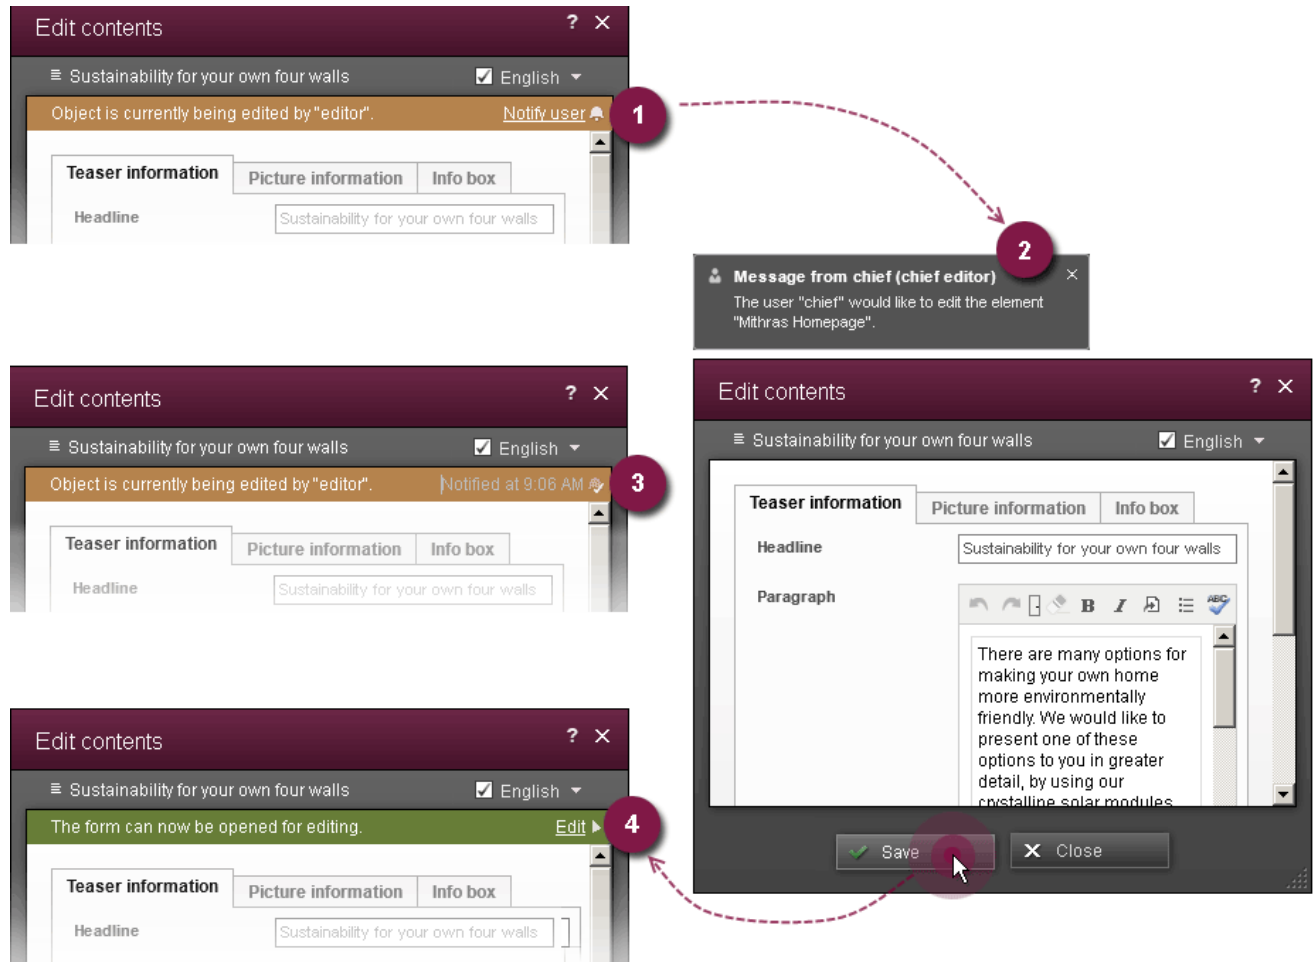 Edit contents
?
Sustainability for your own four walls
English
Object is currently being edited by "editor".
Notify user
1
Teaser information
Picture information
Info box
Headline
Sustainability for your own four walls
2
Message from chief (chief editor)
The user "chief" would like to edit the element
"Mithras Homepage".
Edit contents
?
Sustainability for your own four walls
English
Object is currently being edited by "editor".
Notified at 9:06 AM
3
Teaser information
Picture information
Info box
Headline
Sustainability for your own four walls
Edit contents
?
Sustainability for your own four walls
English
Teaser information
Picture information
Info box
Headline
Sustainability for your own four walls
Paragraph
B
I
ABC
There are many options for
making your own home
more environmentally
friendly. We would like to
present one of these
options to you in greater
detail, by using our
crystalline solar modules
Save
X Close
Edit contents
?
Sustainability for your own four walls
English
The form can now be opened for editing.
Edit
4
Teaser information
Picture information
Info box
Headline
Sustainability for your own four walls